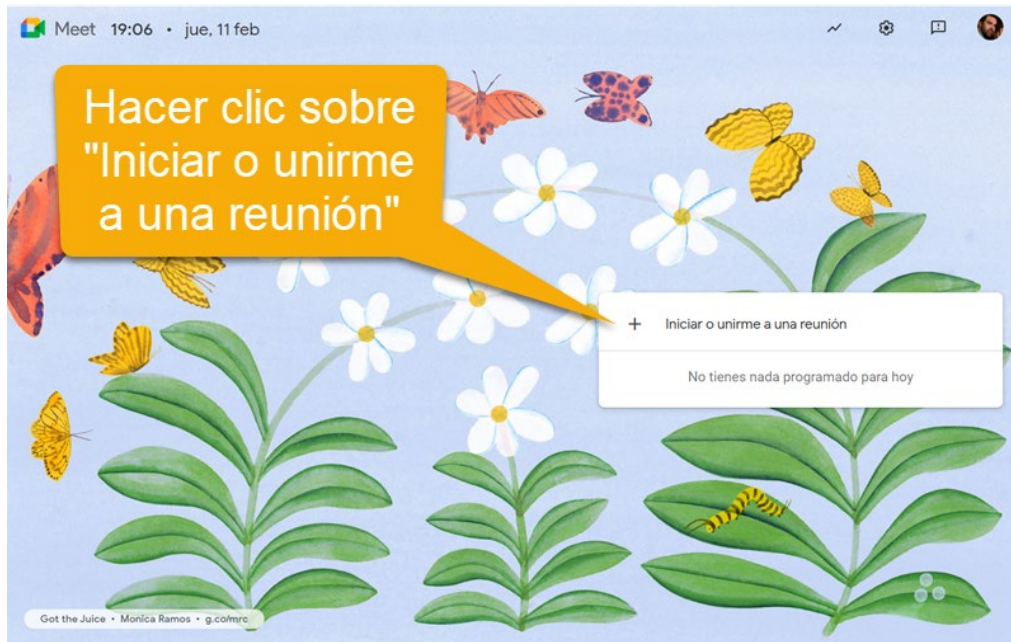 Meet 19:06 • jue, 11 feb
Hacer clic sobre
"Iniciar o unirme
a una reunión"
+ Iniciar o unirme a una reunión
No tienes nada programado para hoy
Got the Juice • Monica Ramos • g.co/mrc